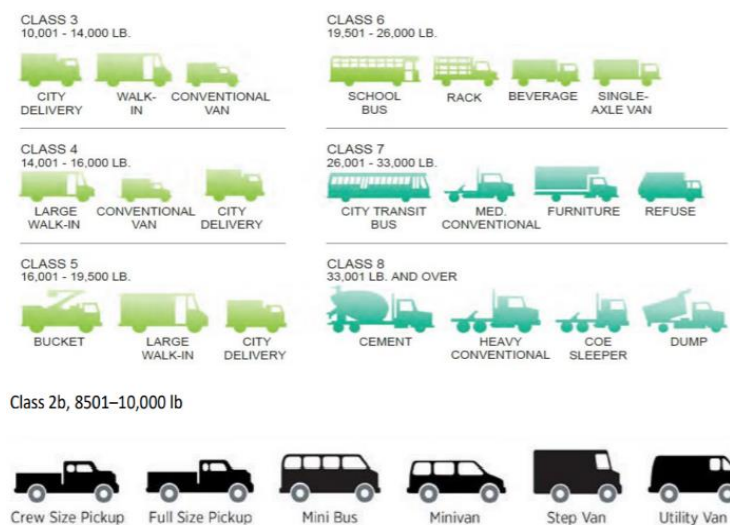 CLASS 3
10,001 - 14,000 LB.
CITY
DELIVERY
WALK-
IN
CONVENTIONAL
VAN
CLASS 4
14,001 - 16,000 LB.
LARGE
WALK-IN
CONVENTIONAL
VAN
CITY
DELIVERY
CLASS 5
16,001 - 19,500 LB.
BUCKET
LARGE
WALK-IN
CITY
DELIVERY
CLASS 6
19,501 - 26,000 LB.
SCHOOL
BUS
RACK
BEVERAGE
SINGLE-
AXLE VAN
CLASS 7
26,001 - 33,000 LB.
CITY TRANSIT
BUS
MED.
CONVENTIONAL
FURNITURE
REFUSE
CLASS 8
33,001 LB. AND OVER
CEMENT
HEAVY
CONVENTIONAL
COE
SLEEPER
DUMP
Class 2b, 8501–10,000 lb
Crew Size Pickup
Full Size Pickup
Mini Bus
Minivan
Step Van
Utility Van